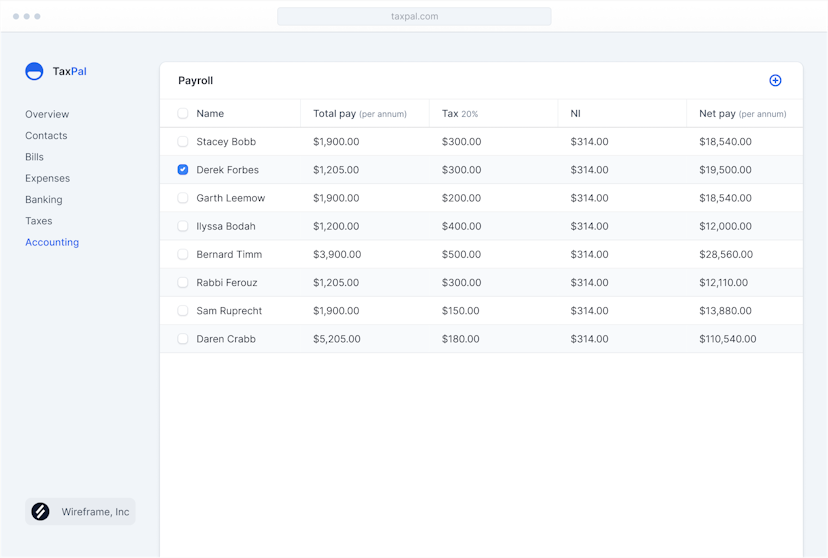 taxpal.com
TaxPal
Overview
Contacts
Bills
Expenses
Banking
Taxes
Accounting
Wireframe, Inc
Payroll
Name Total pay (per annum) Tax 20% NI Net pay (per annum)
Stacey Bobb $1,900.00 $300.00 $314.00 $18,540.00
Derek Forbes $1,205.00 $300.00 $314.00 $19,500.00
Garth Leemow $1,900.00 $200.00 $314.00 $18,540.00
Ilyssa Bodah $1,200.00 $400.00 $314.00 $12,000.00
Bernard Timm $3,900.00 $500.00 $314.00 $28,560.00
Rabbi Ferouz $1,205.00 $300.00 $314.00 $12,110.00
Sam Ruprecht $1,900.00 $150.00 $314.00 $13,880.00
Daren Crabb $5,205.00 $180.00 $314.00 $110,540.00